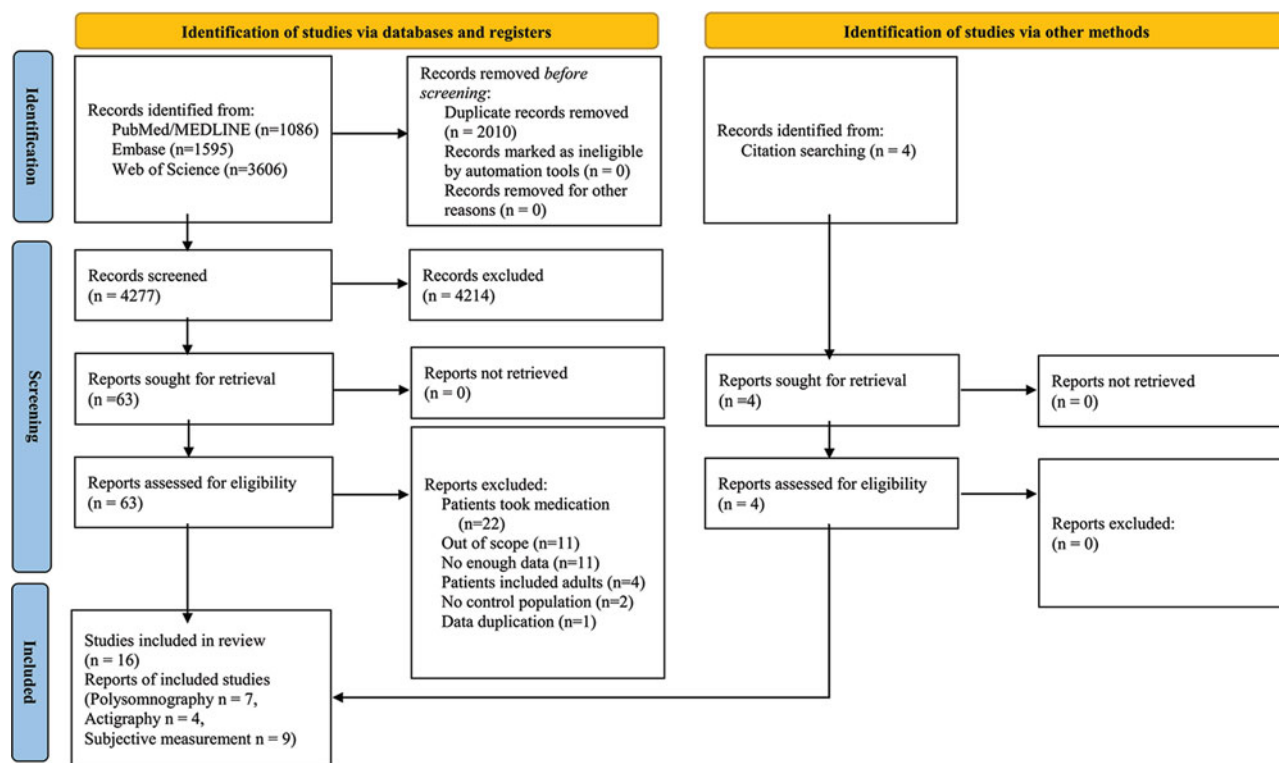 Identification of studies via databases and registers
Identification of studies via other methods
Identification
Records identified from:
PubMed/MEDLINE (n=1086)
Embase (n=1595)
Web of Science (n=3606)
Records removed before
screening:
Duplicate records removed
(n = 2010)
Records marked as ineligible
by automation tools (n = 0)
Records removed for other
reasons (n = 0)
Records identified from:
Citation searching (n = 4)
Screening
Records screened
(n = 4277)
Records excluded
(n = 4214)
Reports sought for retrieval
(n =63)
Reports not retrieved
(n = 0)
Reports sought for retrieval
(n =4)
Reports not retrieved
(n = 0)
Reports assessed for eligibility
(n = 63)
Reports excluded:
Patients took medication
(n=22)
Out of scope (n=11)
No enough data (n=11)
Patients included adults (n=4)
No control population (n=2)
Data duplication (n=1)
Reports assessed for eligibility
(n = 4)
Reports excluded:
(n = 0)
Included
Studies included in review
(n = 16)
Reports of included studies
(Polysomnography n = 7,
Actigraphy n = 4,
Subjective measurement n = 9)